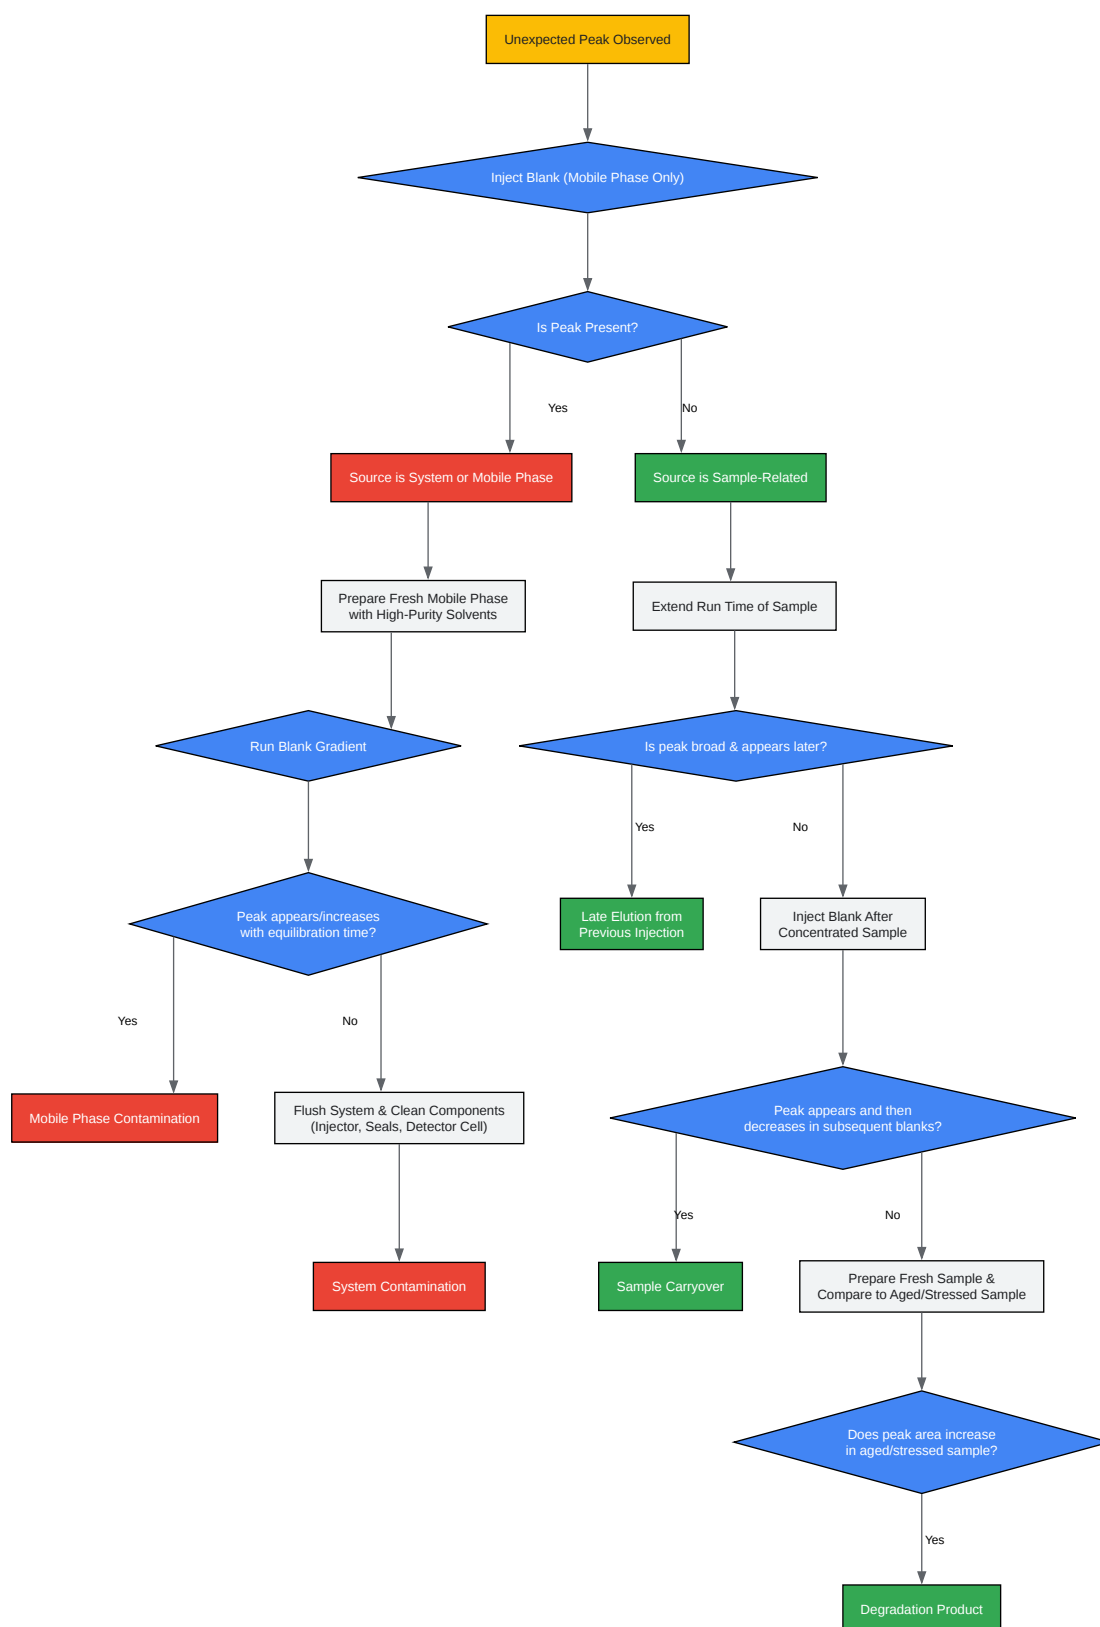 Unexpected Peak Observed
Inject Blank (Mobile Phase Only)
Is Peak Present?
Yes
No
Source is System or Mobile Phase
Source is Sample-Related
Prepare Fresh Mobile Phase
with High-Purity Solvents
Extend Run Time of Sample
Run Blank Gradient
Is peak broad & appears later?
Yes
No
Peak appears/increases
with equilibration time?
Late Elution from
Previous Injection
Inject Blank After
Concentrated Sample
Yes
No
Mobile Phase Contamination
Flush System & Clean Components
(Injector, Seals, Detector Cell)
Peak appears and then
decreases in subsequent blanks?
Yes
No
System Contamination
Sample Carryover
Prepare Fresh Sample &
Compare to Aged/Stressed Sample
Does peak area increase
in aged/stressed sample?
Yes
Degradation Product